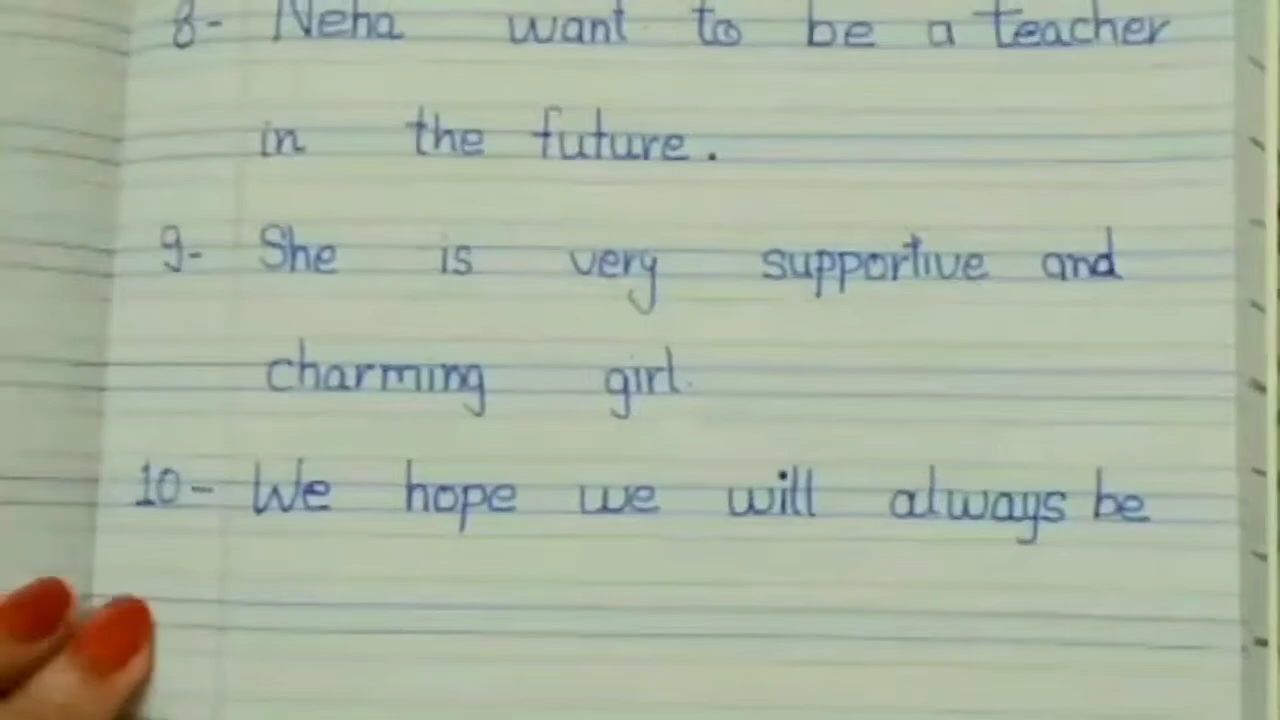 8- Neha want to be a teacher
in the future.
9- She is very supportive and
charming girl.
10- We hope we will always be